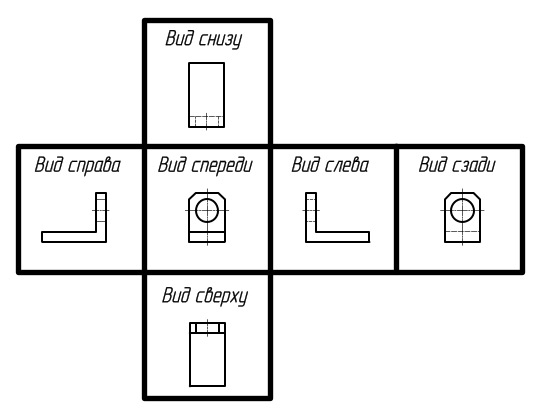 Вид снизу
Вид справа
Вид спереди
Вид слева
Вид сзади
Вид сверху